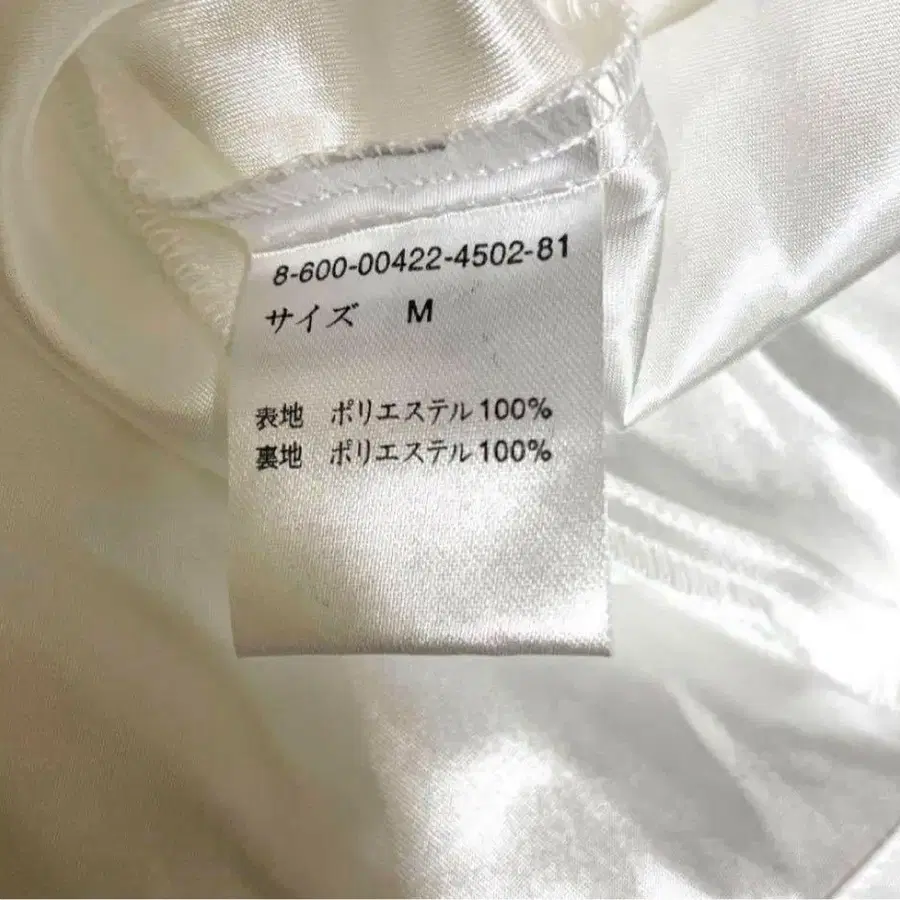 8-600-00422-4502-81
サイズ M
表地 ポリエステル100%
裏地 ポリエステル100%